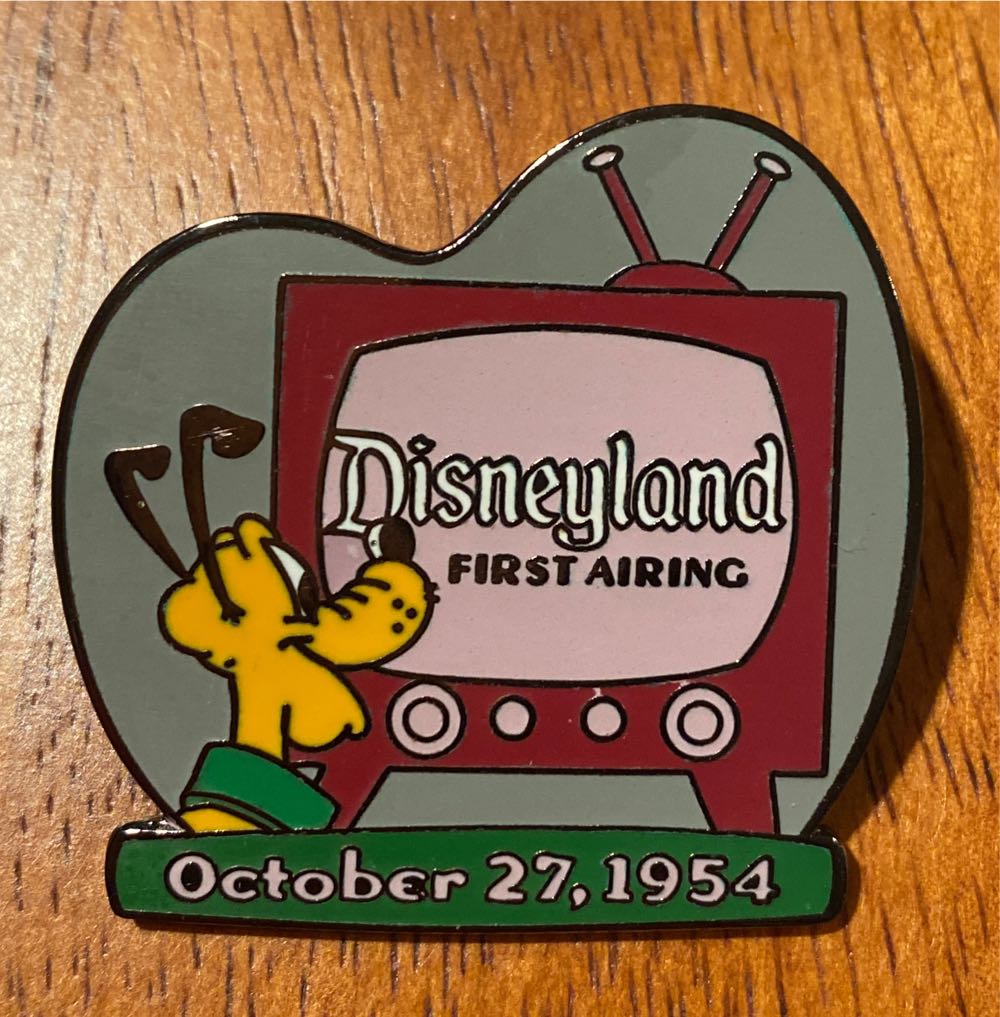 Disneyland
FIRST AIRING
October 27, 1954